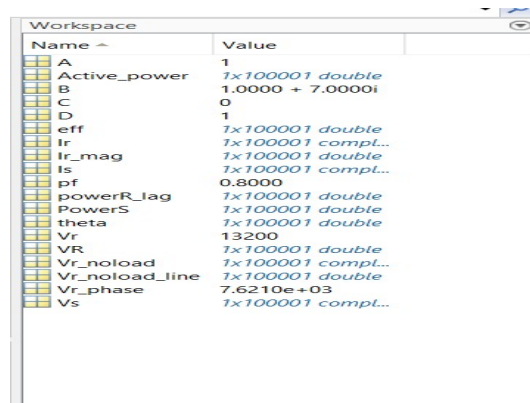 Workspace
Name Value
A 1
Active_power 1x100001 double
B 1.0000 + 7.0000i
C 0
D 1
eff 1x100001 double
Ir 1x100001 compl...
Ir_mag 1x100001 double
Is 1x100001 compl...
pf 0.8000
powerR_lag 1x100001 double
PowerS 1x100001 double
theta 1x100001 double
Vr 13200
VR 1x100001 double
Vr_noload 1x100001 compl...
Vr_noload_line 1x100001 double
Vr_phase 7.6210e+03
Vs 1x100001 compl...